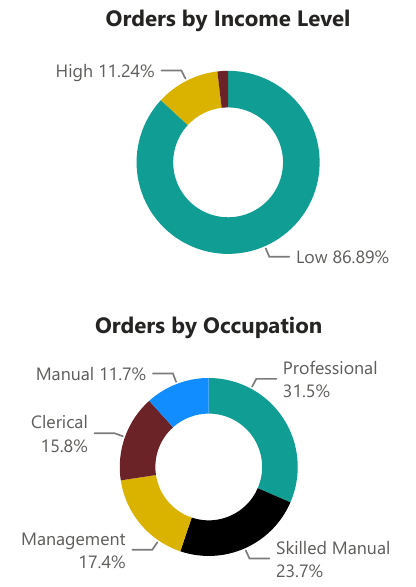 Orders by Income Level
High 11.24%
Low 86.89%
Orders by Occupation
Manual 11.7%
Professional
31.5%
Clerical
15.8%
Management
17.4%
Skilled Manual
23.7%